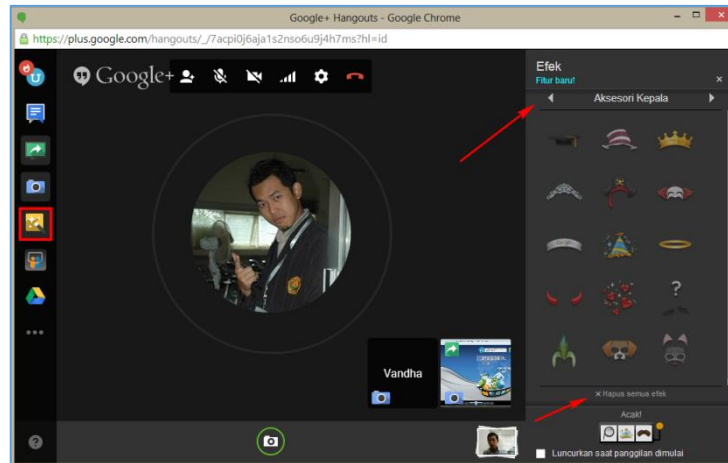 Google+ Hangouts - Google Chrome
https://plus.google.com/hangouts/_/7acpi0j6aja1s2nso6u9j4h7ms?hl=id
Google+
Efek
Fitur baru!
Aksesori Kepala
Vandha
Hapus semua efek
Acak!
Luncurkan saat panggilan dimulai